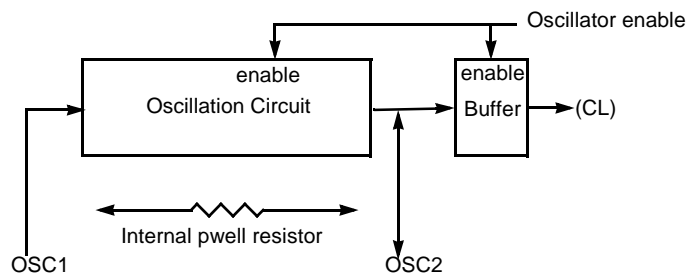 Oscillator enable
enable
enable
Oscillation Circuit
Buffer
(CL)
Internal pwell resistor
OSC1
OSC2